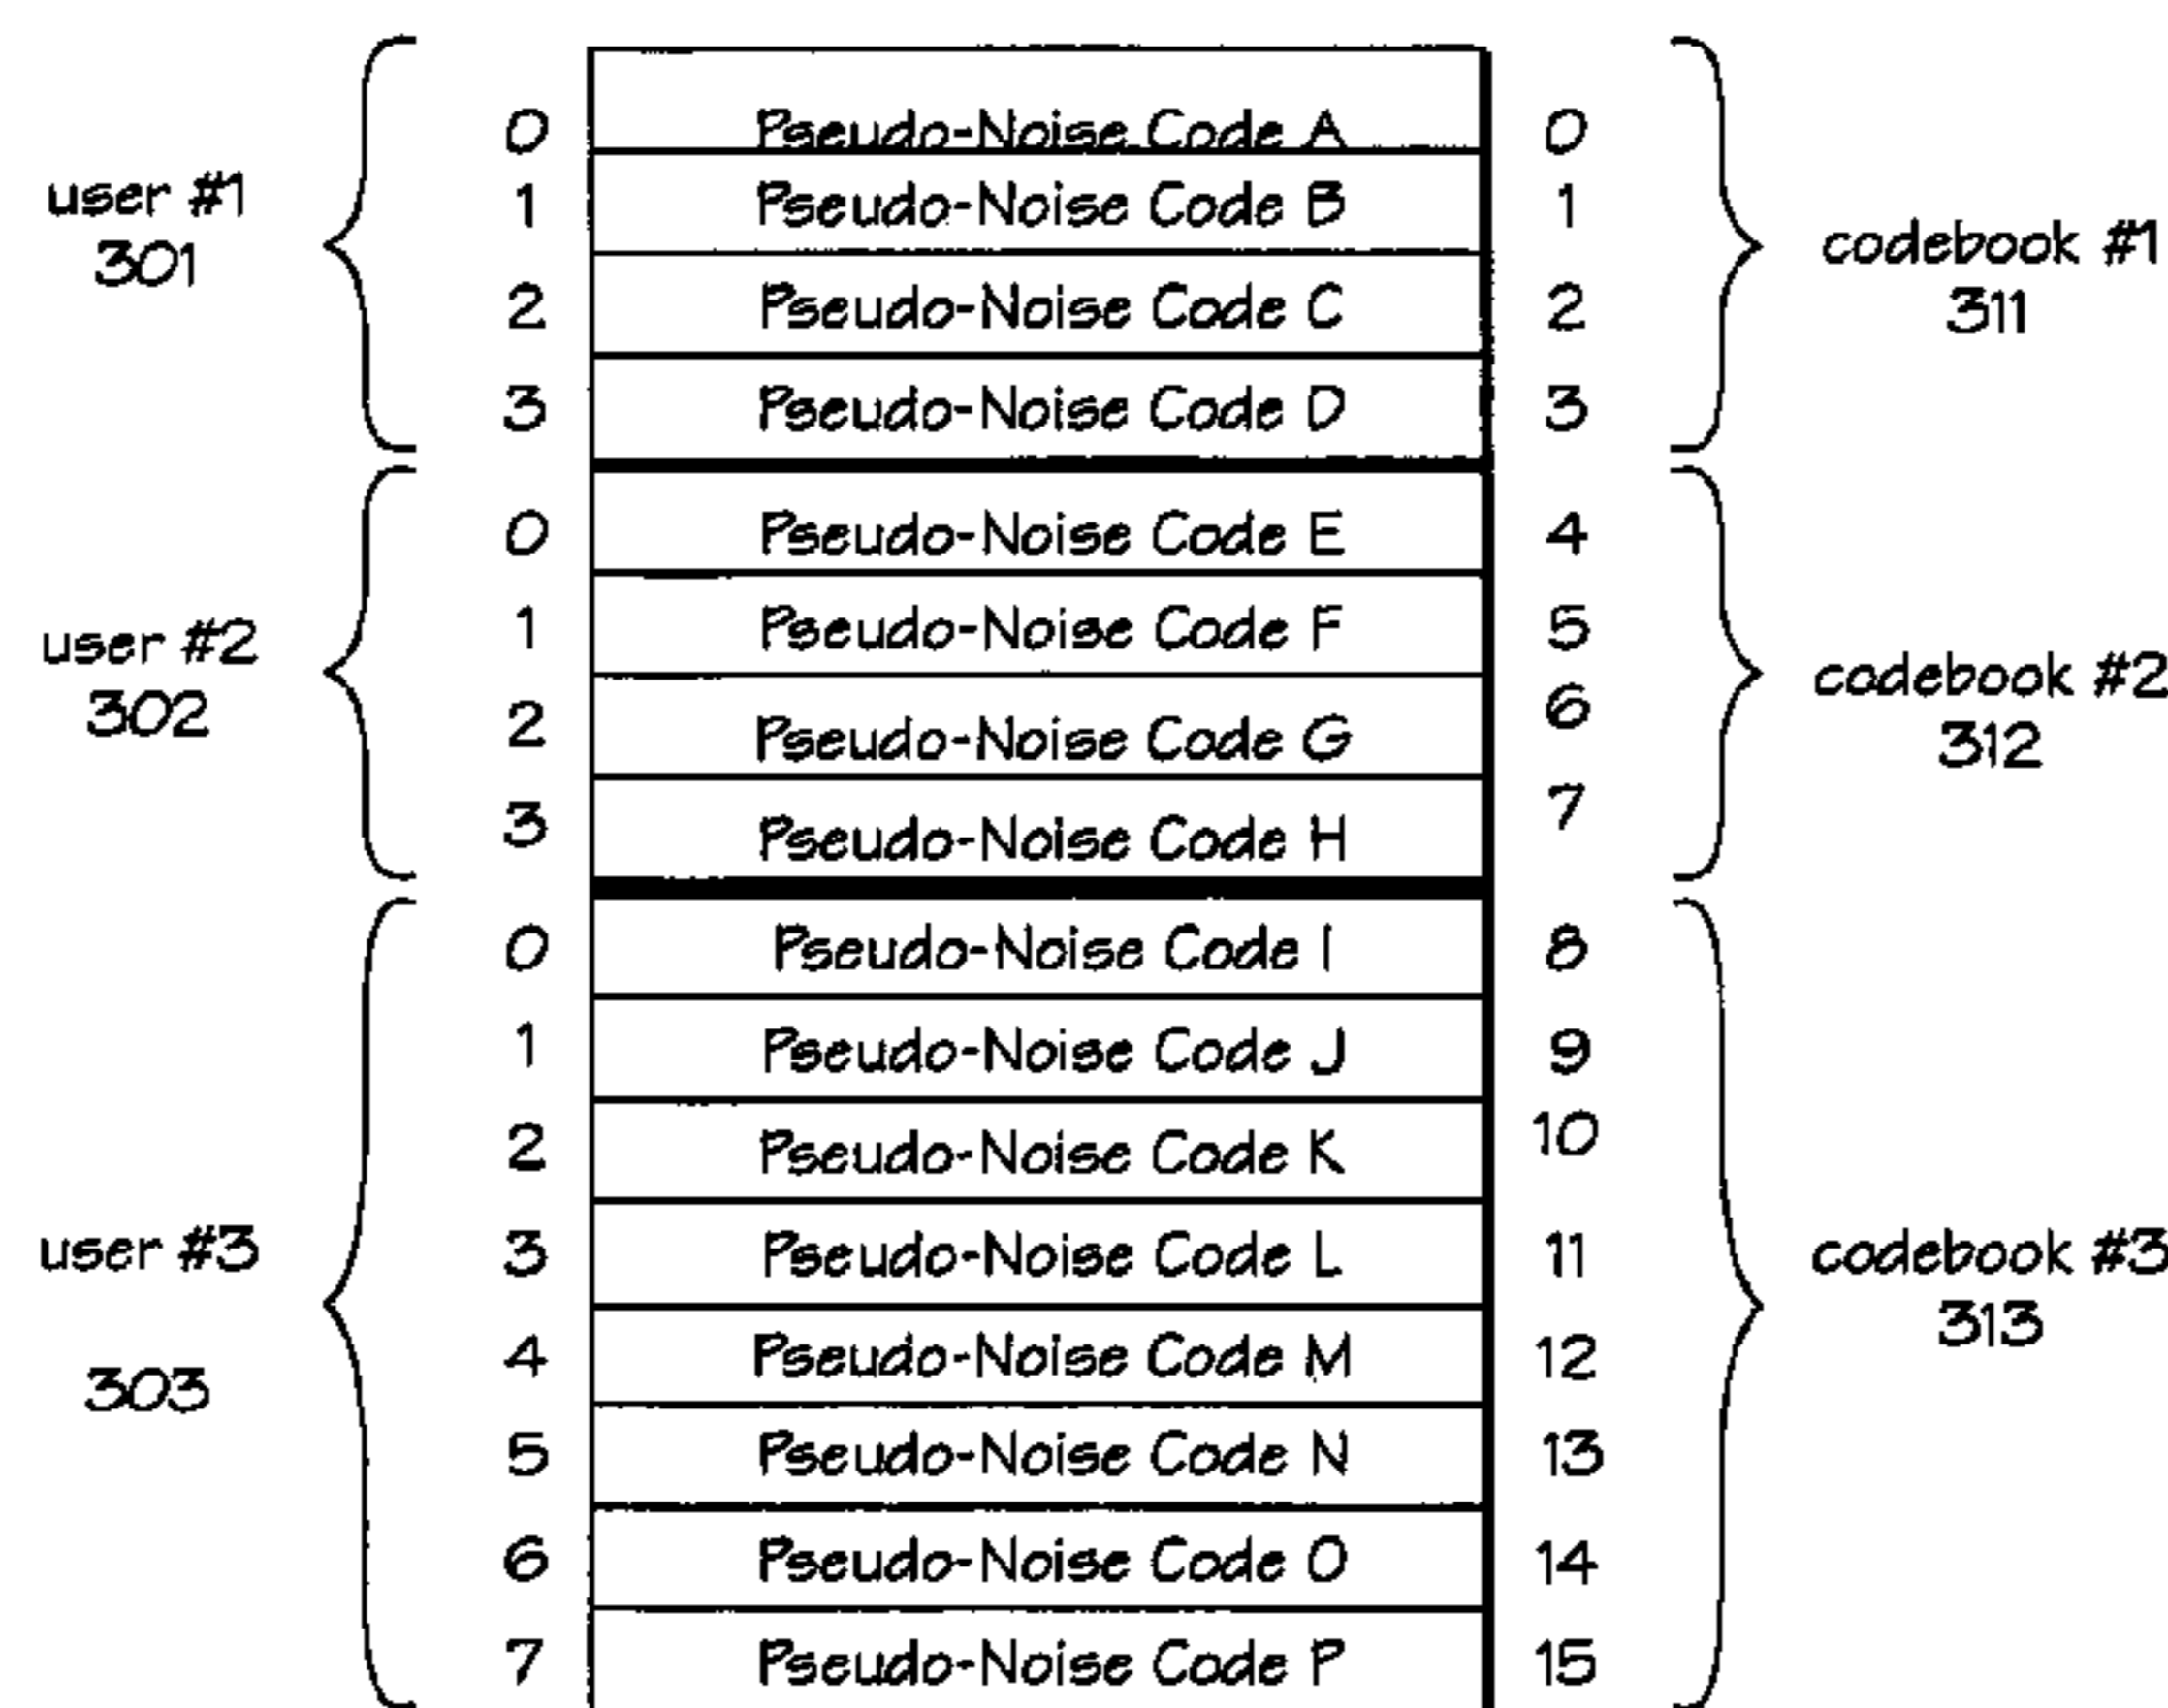 0 Pseudo-Noise Code A 0
user #1 1 Pseudo-Noise Code B 1 codebook #1
301 2 Pseudo-Noise Code C 2 311
3 Pseudo-Noise Code D 3
0 Pseudo-Noise Code E 4
user #2 1 Pseudo-Noise Code F 5 codebook #2
302 2 Pseudo-Noise Code G 6 312
3 Pseudo-Noise Code H 7
0 Pseudo-Noise Code I 8
1 Pseudo-Noise Code J 9
2 Pseudo-Noise Code K 10
user #3 3 Pseudo-Noise Code L 11 codebook #3
303 4 Pseudo-Noise Code M 12 313
5 Pseudo-Noise Code N 13
6 Pseudo-Noise Code O 14
7 Pseudo-Noise Code P 15